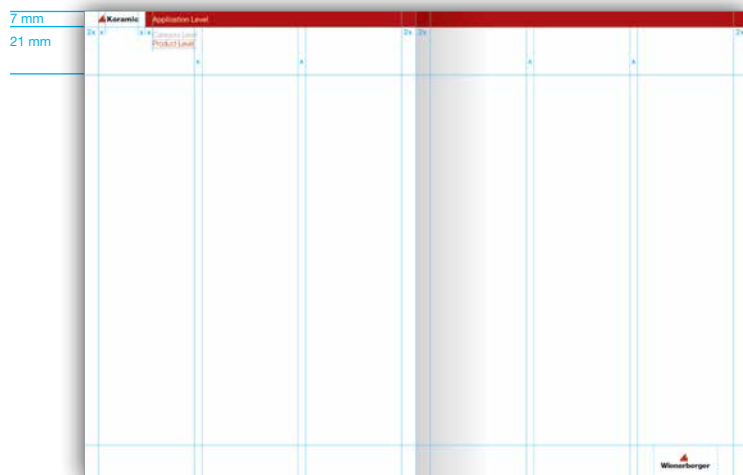 7 mm
Koramic Application Level
2x x x x Category Level 2x 2x 2x
Product Level
21 mm
x x x x
Wienerberger